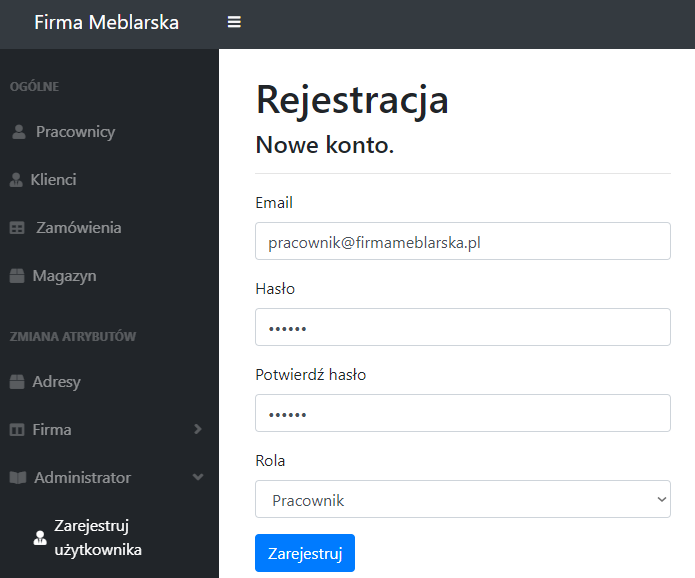 Firma Meblarska
OGÓLNE
Pracownicy
Klienci
Zamówienia
Magazyn
ZMIANA ATRYBUTÓW
Adresy
Firma
Administrator
Zarejestruj
użytkownika
Rejestracja
Nowe konto.
Email
pracownik@firmameblarska.pl
Hasło
••••••
Potwierdź hasło
••••••
Rola
Pracownik
Zarejestruj